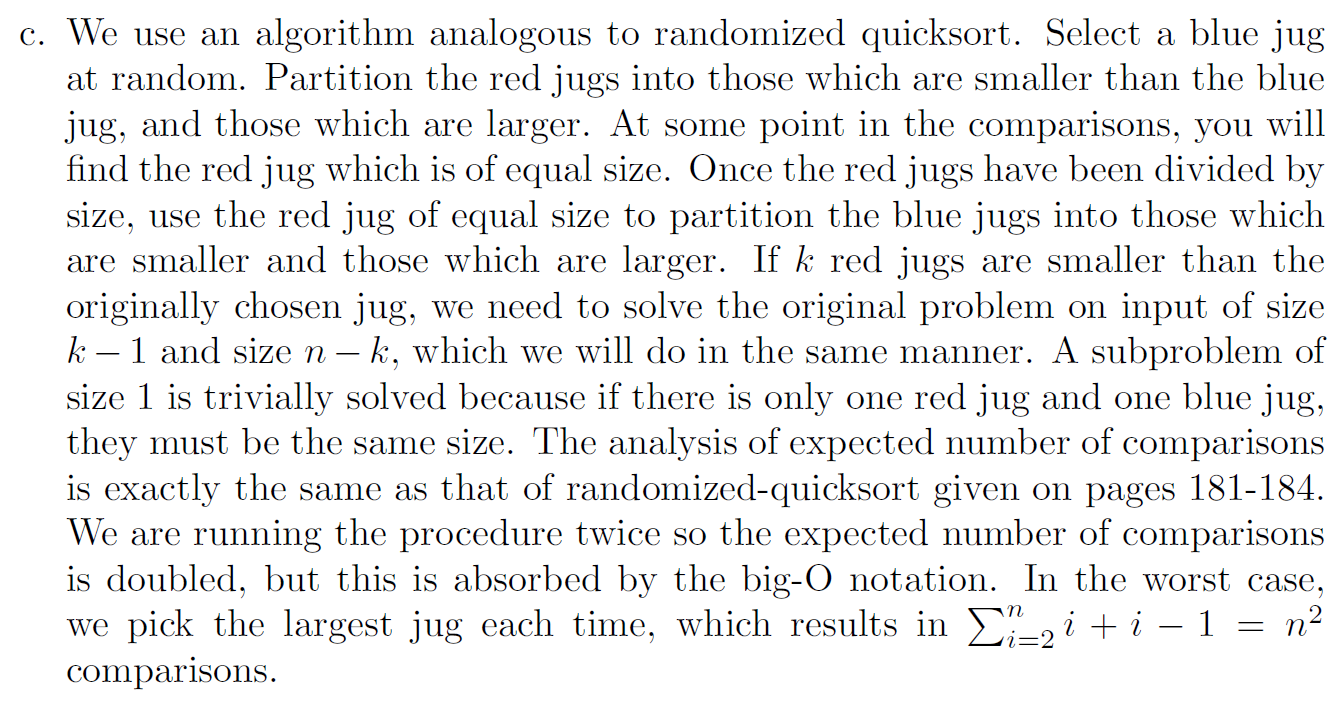 c. We use an algorithm analogous to randomized quicksort. Select a blue jug
at random. Partition the red jugs into those which are smaller than the blue
jug, and those which are larger. At some point in the comparisons, you will
find the red jug which is of equal size. Once the red jugs have been divided by
size, use the red jug of equal size to partition the blue jugs into those which
are smaller and those which are larger. If k red jugs are smaller than the
originally chosen jug, we need to solve the original problem on input of size
k − 1 and size n − k, which we will do in the same manner. A subproblem of
size 1 is trivially solved because if there is only one red jug and one blue jug,
they must be the same size. The analysis of expected number of comparisons
is exactly the same as that of randomized-quicksort given on pages 181-184.
We are running the procedure twice so the expected number of comparisons
is doubled, but this is absorbed by the big-O notation. In the worst case,
we pick the largest jug each time, which results in ∑ⁿᵢ₌₂ i + i − 1 = n²
comparisons.